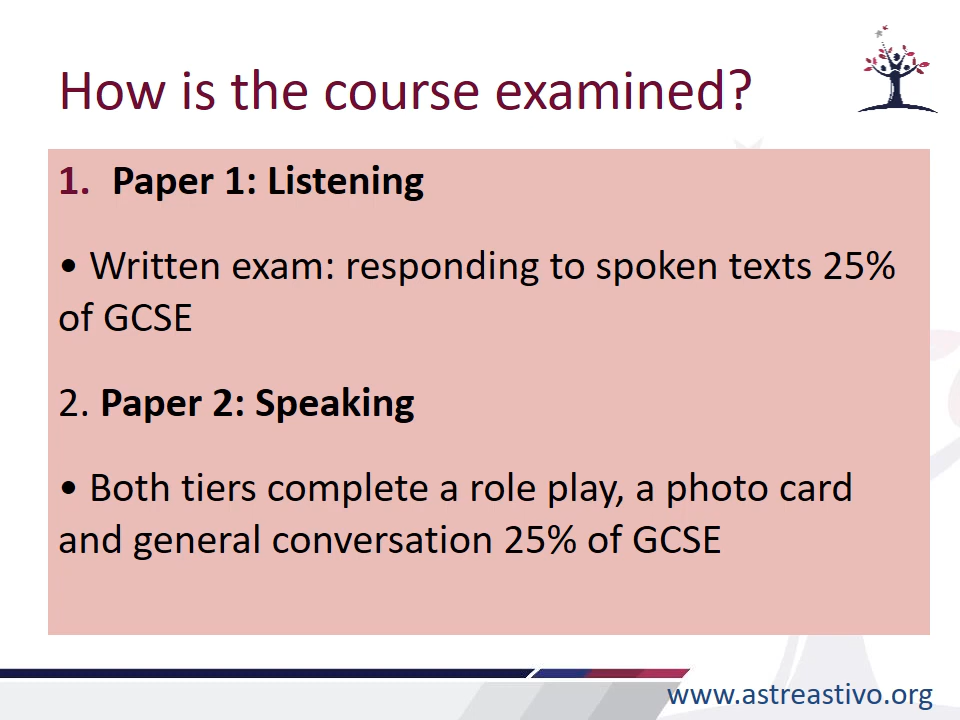 How is the course examined?
1. Paper 1: Listening
• Written exam: responding to spoken texts 25%
of GCSE
2. Paper 2: Speaking
• Both tiers complete a role play, a photo card
and general conversation 25% of GCSE
www.astreastivo.org